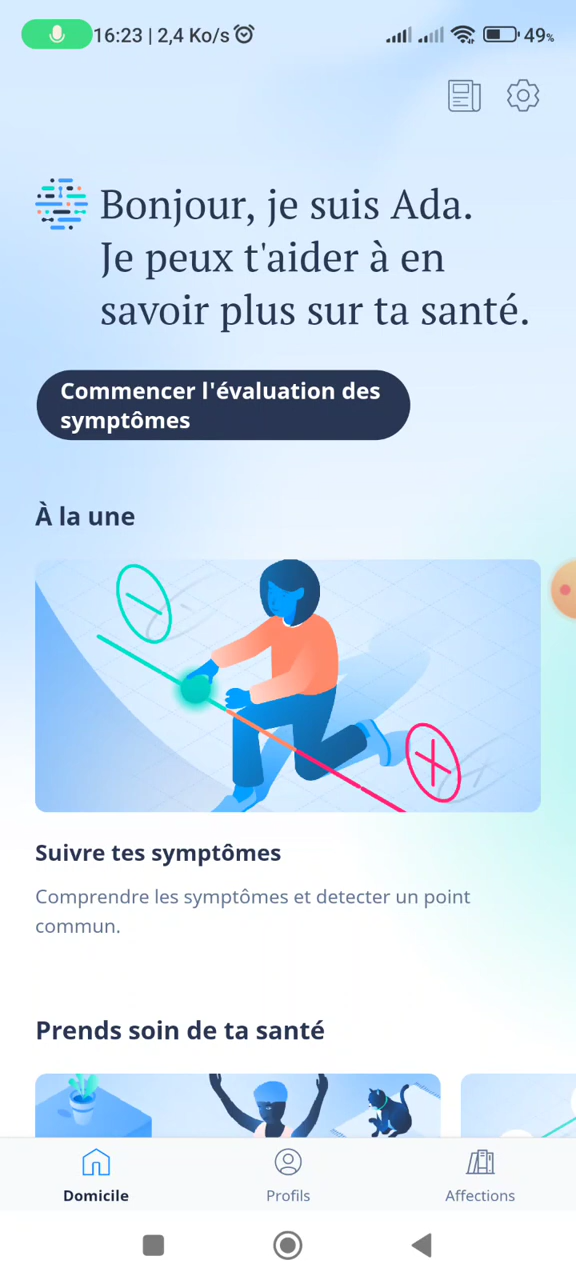 16:23 | 2,4 Ko/s 49%
Bonjour, je suis Ada.
Je peux t'aider à en
savoir plus sur ta santé.
Commencer l'évaluation des
symptômes
À la une
Suivre tes symptômes
Comprendre les symptômes et detecter un point
commun.
Prends soin de ta santé
Domicile Profils Affections